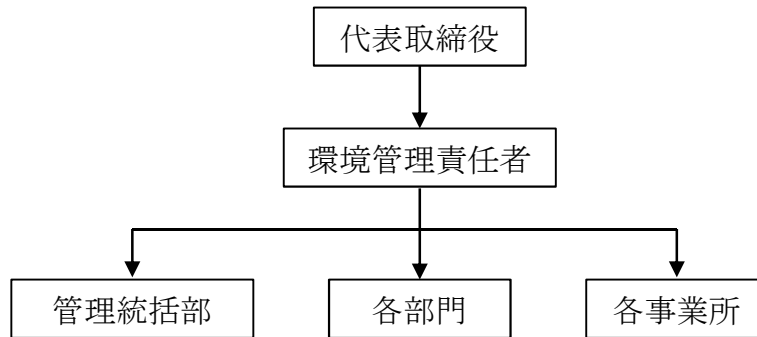 代表取締役
環境管理責任者
管理統括部
各部門
各事業所